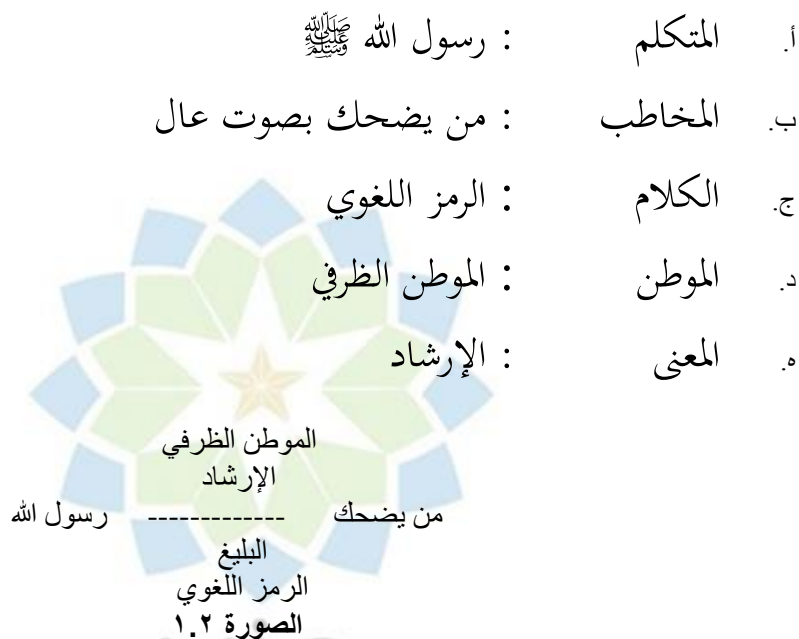 أ. المتكلم : رسول الله ﷺ
ب. المخاطب : من يضحك بصوت عال
ج. الكلام : الرمز اللغوي
د. الموطن : الموطن الظرفي
ه. المعنى : الإرشاد
الموطن الظرفي
الإرشاد
من يضحك ------------- رسول الله
البليغ
الرمز اللغوي
الصورة ١.٢